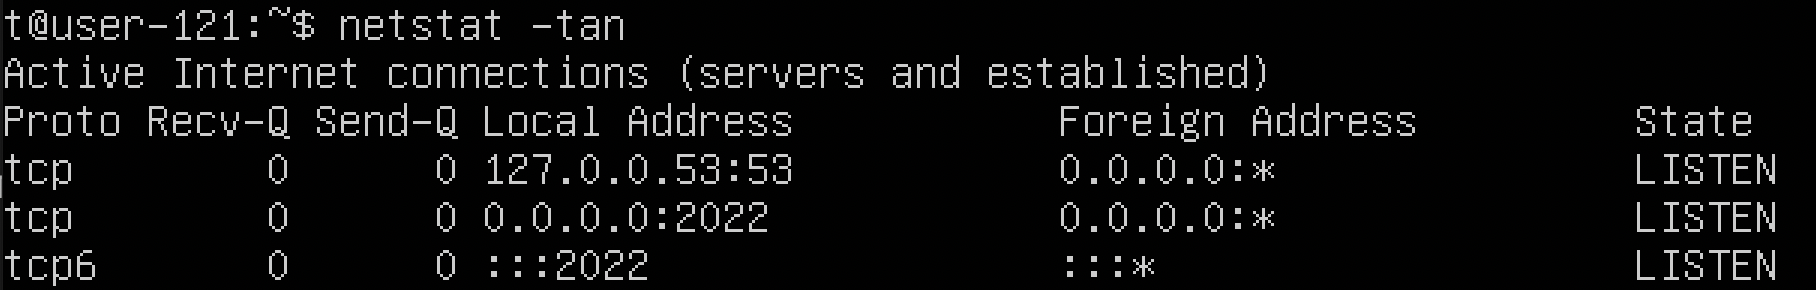 t@user-121:~$ netstat -tan
Active Internet connections (servers and established)
Proto Recv-Q Send-Q Local Address           Foreign Address         State
tcp        0      0 127.0.0.53:53           0.0.0.0:*               LISTEN
tcp        0      0 0.0.0.0:2022            0.0.0.0:*               LISTEN
tcp6       0      0 :::2022                 :::*                    LISTEN